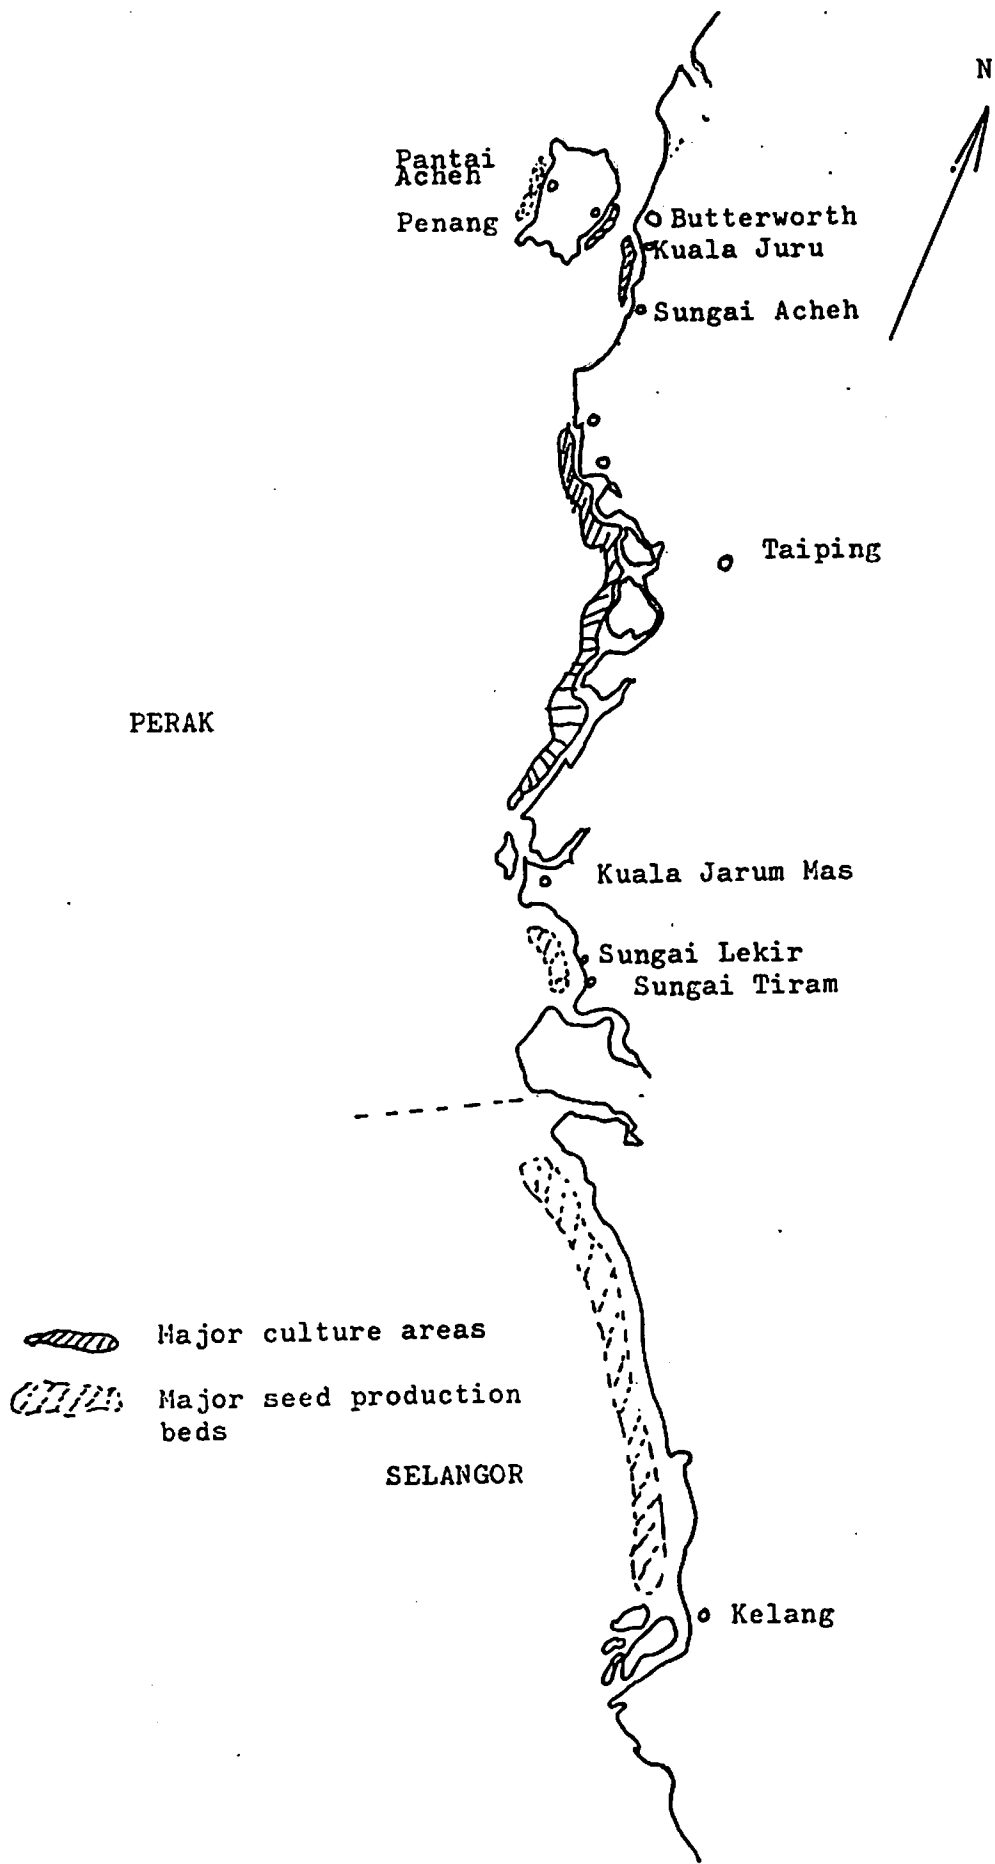 N
Pantai
Acheh
Penang
Butterworth
Kuala Juru
Sungai Acheh
Taiping
PERAK
Kuala Jarum Mas
Sungai Lekir
Sungai Tiram
Major culture areas
Major seed production
beds
SELANGOR
Kelang